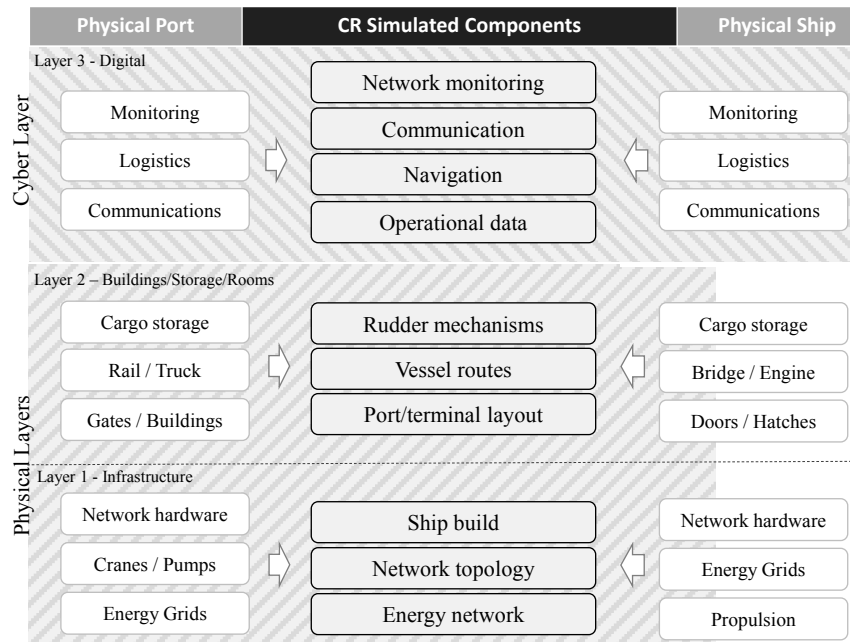 Physical Port
CR Simulated Components
Physical Ship
Cyber Layer
Layer 3 - Digital
Monitoring
Logistics
Communications
Network monitoring
Communication
Navigation
Operational data
Monitoring
Logistics
Communications
Physical Layers
Layer 2 – Buildings/Storage/Rooms
Cargo storage
Rail / Truck
Gates / Buildings
Rudder mechanisms
Vessel routes
Port/terminal layout
Cargo storage
Bridge / Engine
Doors / Hatches
Layer 1 - Infrastructure
Network hardware
Cranes / Pumps
Energy Grids
Ship build
Network topology
Energy network
Network hardware
Energy Grids
Propulsion